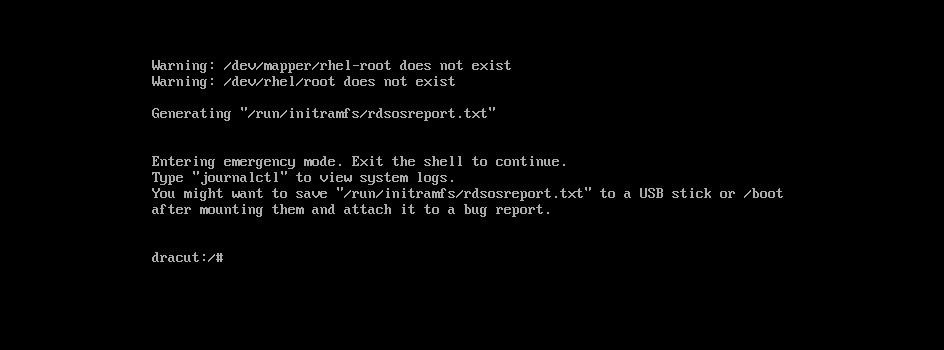 Warning: /dev/mapper/rhel-root does not exist
Warning: /dev/rhel/root does not exist
Generating "/run/initramfs/rdsosreport.txt"
Entering emergency mode. Exit the shell to continue.
Type "journalctl" to view system logs.
You might want to save "/run/initramfs/rdsosreport.txt" to a USB stick or /boot
after mounting them and attach it to a bug report.
dracut:/#